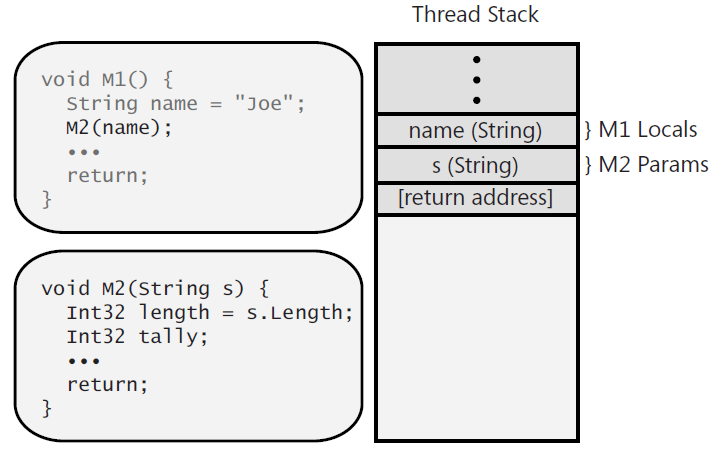 Thread Stack
void M1() {
String name = "Joe";
M2(name);
•••
return;
}
•
•
•
name (String)
} M1 Locals
s (String)
} M2 Params
[return address]
void M2(String s) {
Int32 length = s.Length;
Int32 tally;
•••
return;
}